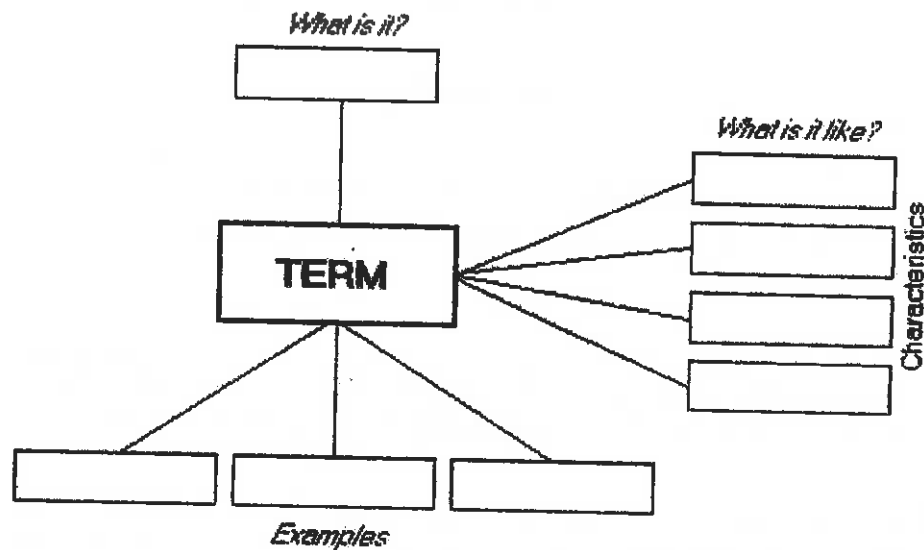 What is it?
What is it like?
TERM
Characteristics
Examples